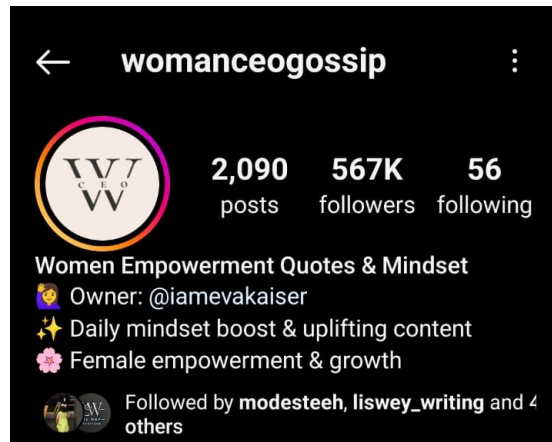 womanceogossip
W
CEO
W
2,090 567K 56
posts followers following
Women Empowerment Quotes & Mindset
🙋‍♀️ Owner: @iamevakaiser
✨ Daily mindset boost & uplifting content
🌸 Female empowerment & growth
Followed by modesteeh, liswey_writing and 4
others